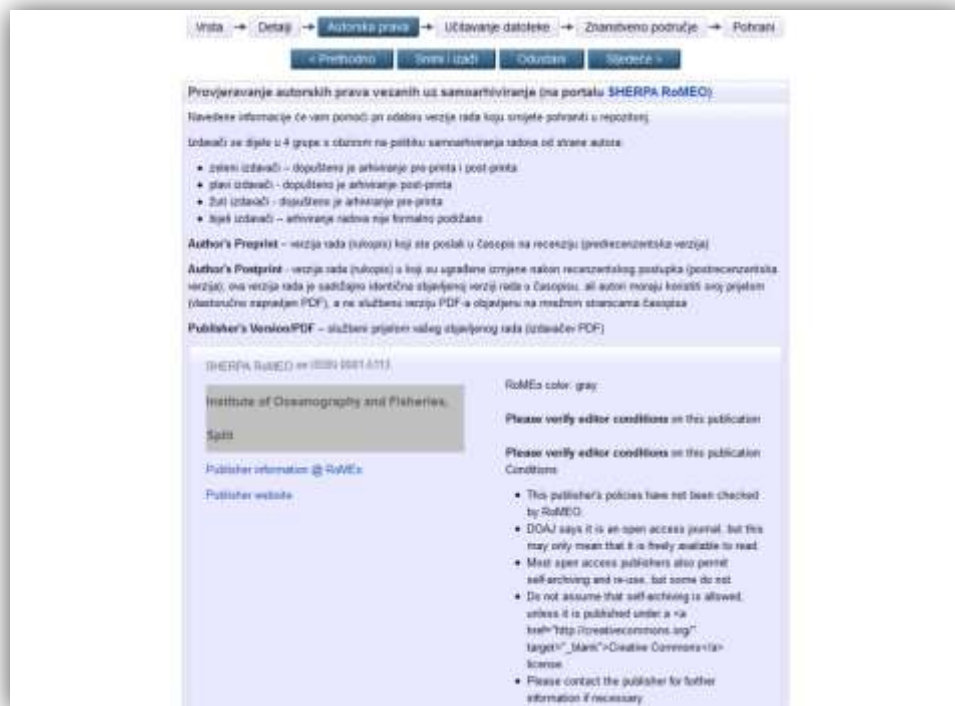 Vrsta → Detalji → Autorska prava → Učitavanje datoteke → Znanstveno područje → Pohrani
< Prethodno Snimi i izađi Odustani Sljedeće >
Provjeravanje autorskih prava vezanih uz samoarhiviranje (na portalu SHERPA RoMEO)
Navedene informacije će vam pomoći pri odabiru verzije rada koju smijete pohraniti u repozitorij.
Izdavači se dijele u 4 grupe s obzirom na politiku samoarhiviranja radova od strane autora:
• zeleni izdavači – dopušteno je arhiviranje pre-printa i post-printa
• plavi izdavači - dopušteno je arhiviranje post-printa
• žuti izdavači - dopušteno je arhiviranje pre-printa
• bijeli izdavači – arhiviranje radova nije formalno podržano
Author's Preprint – verzija rada (rukopis) koji ste poslali u časopis na recenziju (predrecenzentska verzija)
Author's Postprint - verzija rada (rukopis) u koji su ugrađene izmjene nakon recenzentskog postupka (postrecenzentska
verzija); ova verzija rada je sadržajno identična objavljenoj verziji rada u časopisu, ali autori moraju koristiti svoj prijelom
(vlastoručno napravljen PDF), a ne službenu verziju PDF-a objavljenu na mrežnim stranicama časopisa
Publisher's Version/PDF – službeni prijelom vašeg objavljenog rada (izdavačev PDF)
SHERPA RoMEO ISSN
Institute of Oceanography and Fisheries,
Split
Publisher information @ RoMEo
Publisher website
RoMEo color: gray
Please verify editor conditions on this publication
Please verify editor conditions on this publication
Conditions
• This publisher's policies have not been checked
by RoMEO.
• DOAJ says it is an open access journal, but this
may only mean that it is freely available to read.
• Most open access publishers also permit
self-archiving and re-use, but some do not.
• Do not assume that self-archiving is allowed,
unless it is published under a <a
href="http://creativecommons.org/"
target="_blank">Creative Commons</a>
license.
• Please contact the publisher for further
information if necessary.